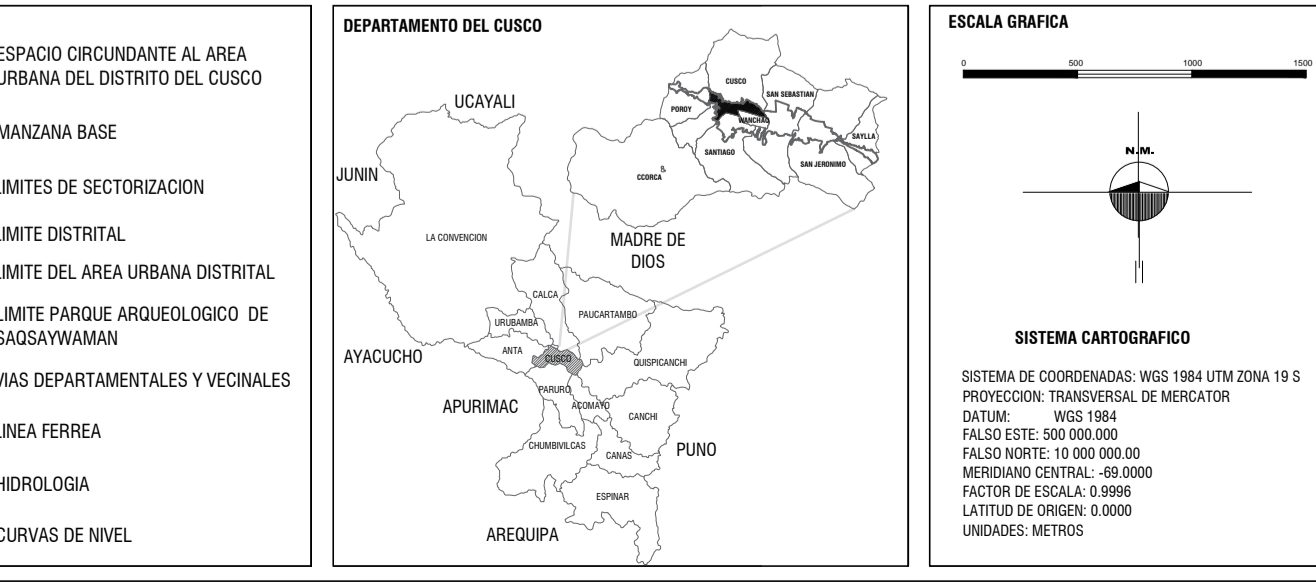 ESPACIO CIRCUNDANTE AL AREA
URBANA DEL DISTRITO DEL CUSCO
MANZANA BASE
LIMITES DE SECTORIZACION
LIMITE DISTRITAL
LIMITE DEL AREA URBANA DISTRITAL
LIMITE PARQUE ARQUEOLOGICO DE
SAQSAYWAMAN
VIAS DEPARTAMENTALES Y VECINALES
LINEA FERREA
HIDROLOGIA
CURVAS DE NIVEL
DEPARTAMENTO DEL CUSCO
CUSCO
SAN SEBASTIAN
POROY
WANCHAQ
SAYLLA
SANTIAGO
SAN JERONIMO
CCORCA
UCAYALI
JUNIN
LA CONVENCION
MADRE DE
DIOS
CALCA
PAUCARTAMBO
URUBAMBA
ANTA
CUSCO
QUISPICANCHI
AYACUCHO
PARURO
APURIMAC
ACOMAYO
CANCHI
CHUMBIVILCAS
CANAS
PUNO
ESPINAR
AREQUIPA
ESCALA GRAFICA
0 500 1000 1500
N.M.
SISTEMA CARTOGRAFICO
SISTEMA DE COORDENADAS: WGS 1984 UTM ZONA 19 S
PROYECCION: TRANSVERSAL DE MERCATOR
DATUM: WGS 1984
FALSO ESTE: 500 000.000
FALSO NORTE: 10 000 000.00
MERIDIANO CENTRAL: -69.0000
FACTOR DE ESCALA: 0.9996
LATITUD DE ORIGEN: 0.0000
UNIDADES: METROS